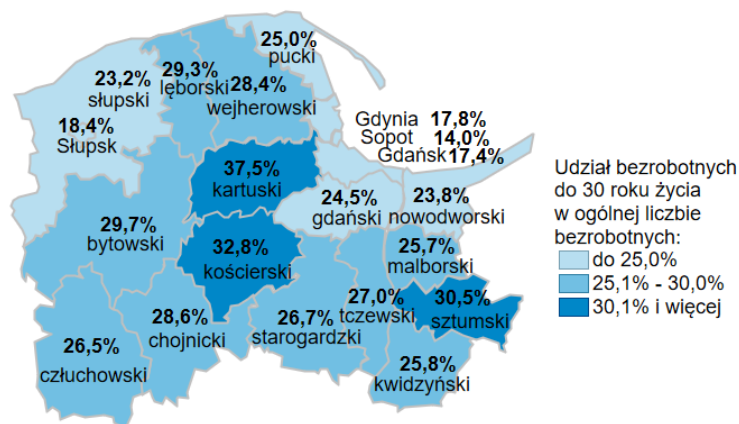 25,0%
pucki
29,3%
lęborski
23,2%
słupski
28,4%
wejherowski
18,4%
Słupsk
Gdynia 17,8%
Sopot 14,0%
Gdańsk 17,4%
37,5%
kartuski
24,5%
gdański
23,8%
nowodworski
29,7%
bytowski
32,8%
kościerski
25,7%
malborski
27,0%
tczewski
30,5%
sztumski
28,6%
chojnicki
26,7%
starogardzki
26,5%
człuchowski
25,8%
kwidzyński
Udział bezrobotnych
do 30 roku życia
w ogólnej liczbie
bezrobotnych:
do 25,0%
25,1% - 30,0%
30,1% i więcej